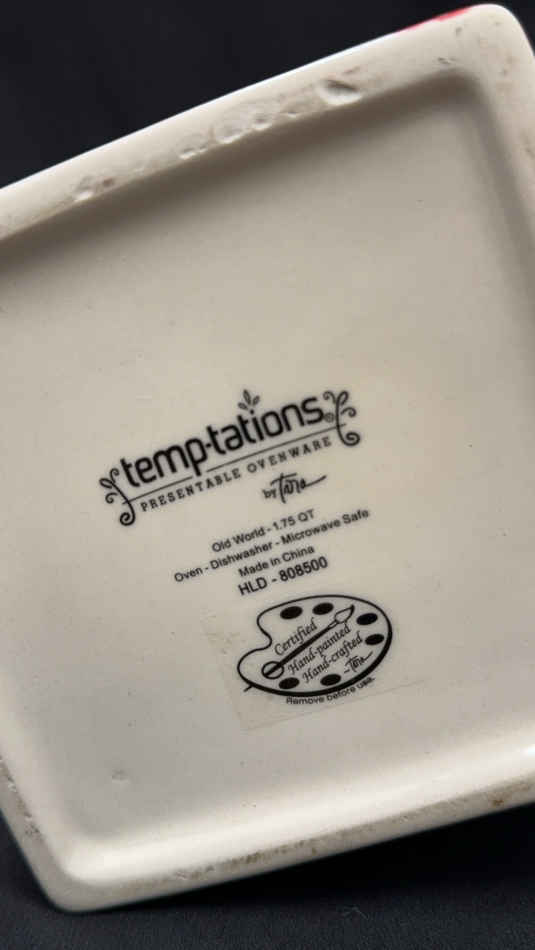 temp-tations®
PRESENTABLE OVENWARE
by Tara
Old World - 1.75 QT
Oven - Dishwasher - Microwave Safe
Made in China
HLD - 808500
Certified
Hand-painted
Hand-crafted
~Tara
Remove before use.